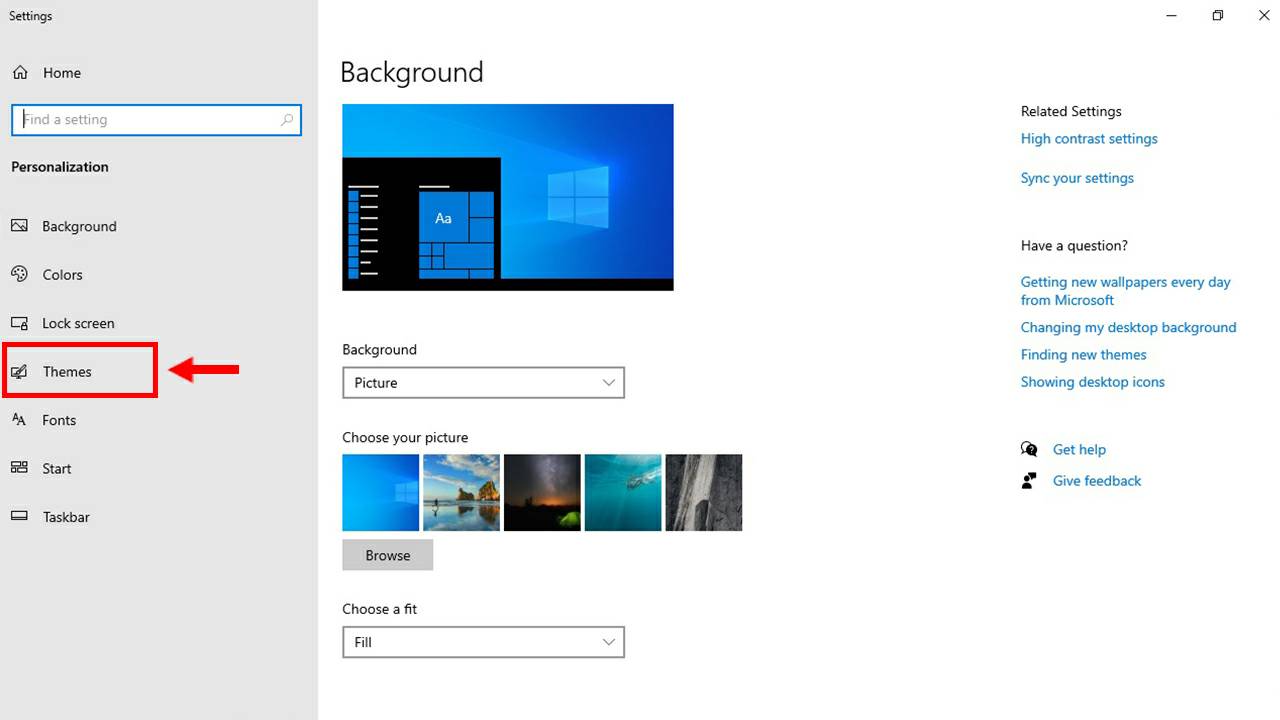 Settings
Home
Find a setting
Personalization
Background
Colors
Lock screen
Themes
Fonts
Start
Taskbar
Background
Aa
Background
Picture
Choose your picture
Browse
Choose a fit
Fill
Related Settings
High contrast settings
Sync your settings
Have a question?
Getting new wallpapers every day
from Microsoft
Changing my desktop background
Finding new themes
Showing desktop icons
Get help
Give feedback